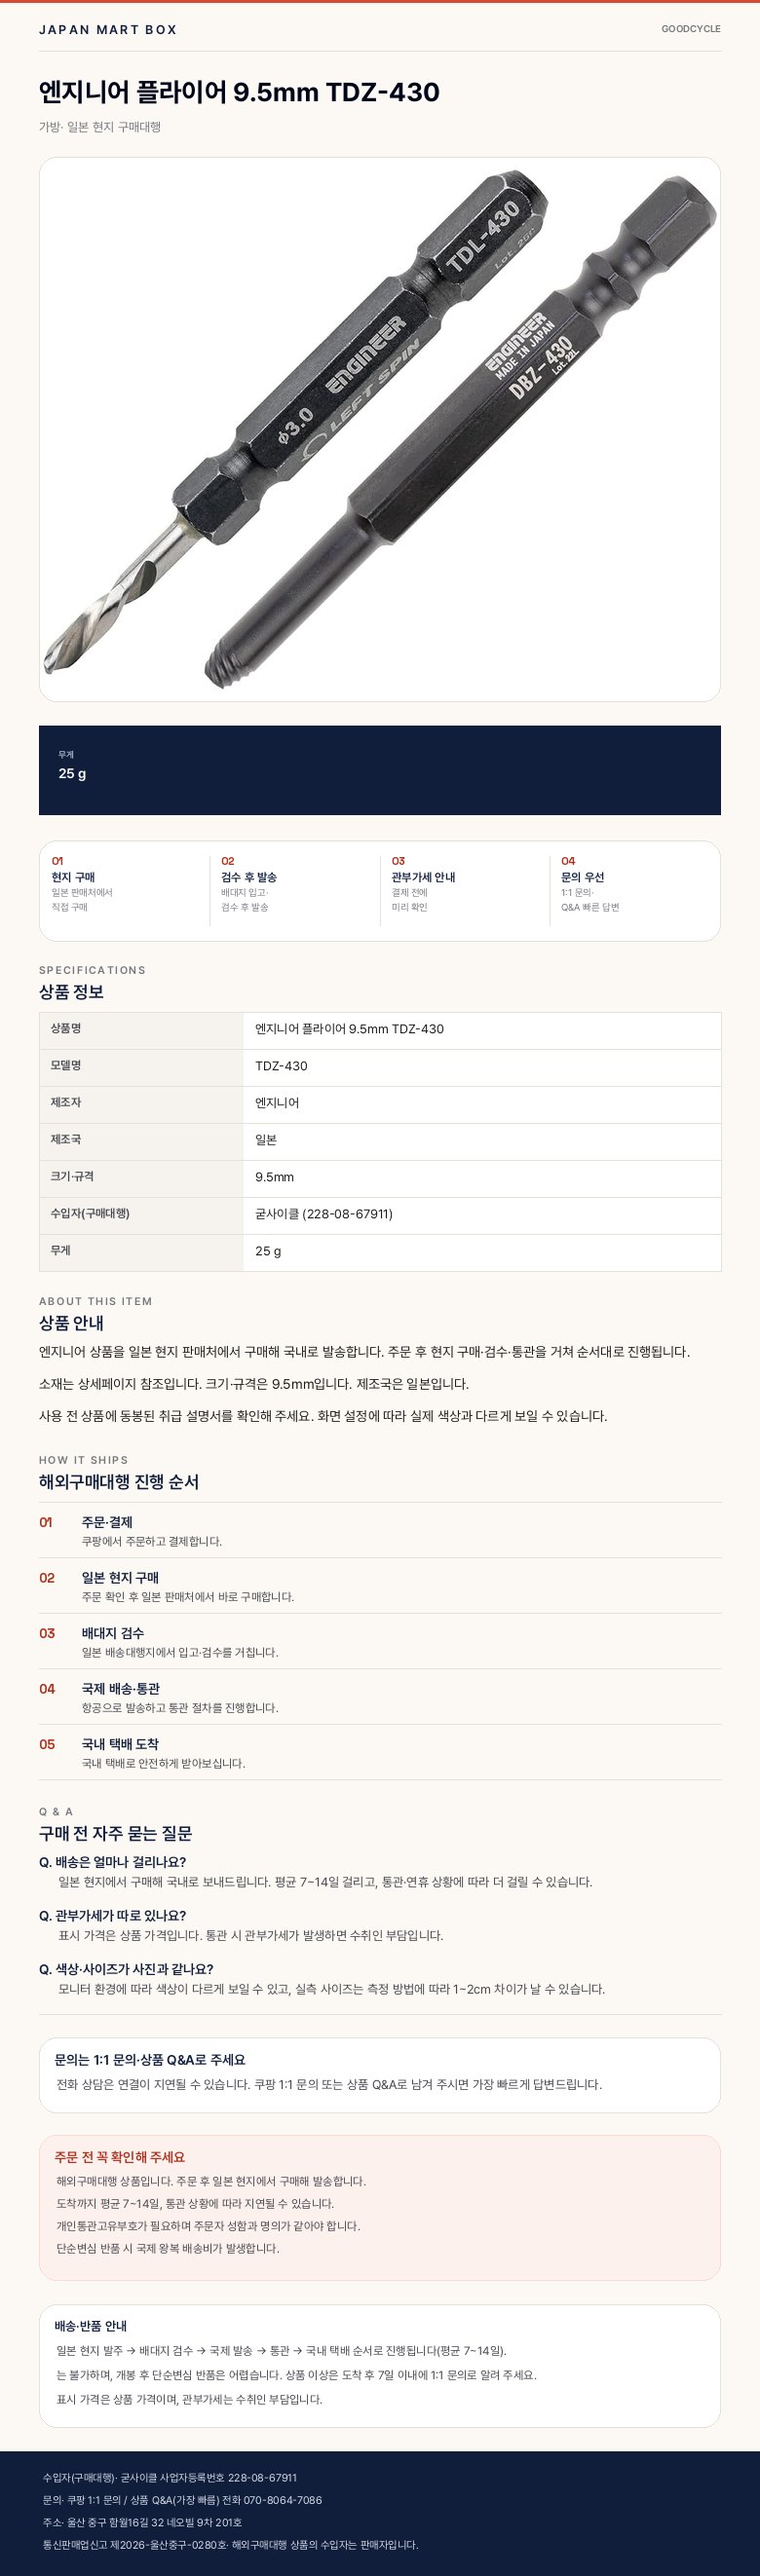 JAPAN MART BOX
GOODCYCLE
엔지니어 플라이어 9.5mm TDZ-430
가방· 일본 현지 구매대행
TDL-430
Lot.
ENGINEER
φ3.0
LEFT SPIN
ENGINEER
MADE IN JAPAN
DBZ-430
Lot.22L
무게
25 g
01
현지 구매
일본 판매처에서
직접 구매
02
검수 후 발송
배대지 입고·
검수 후 발송
03
관부가세 안내
결제 전에
미리 확인
04
문의 우선
1:1 문의·
Q&A 빠른 답변
SPECIFICATIONS
상품 정보
상품명 엔지니어 플라이어 9.5mm TDZ-430
모델명 TDZ-430
제조자 엔지니어
제조국 일본
크기·규격 9.5mm
수입자(구매대행) 굳사이클 (228-08-67911)
무게 25 g
ABOUT THIS ITEM
상품 안내
엔지니어 상품을 일본 현지 판매처에서 구매해 국내로 발송합니다. 주문 후 현지 구매·검수·통관을 거쳐 순서대로 진행됩니다.
소재는 상세페이지 참조입니다. 크기·규격은 9.5mm입니다. 제조국은 일본입니다.
사용 전 상품에 동봉된 취급 설명서를 확인해 주세요. 화면 설정에 따라 실제 색상과 다르게 보일 수 있습니다.
HOW IT SHIPS
해외구매대행 진행 순서
01 주문·결제
쿠팡에서 주문하고 결제합니다.
02 일본 현지 구매
주문 확인 후 일본 판매처에서 바로 구매합니다.
03 배대지 검수
일본 배송대행지에서 입고·검수를 거칩니다.
04 국제 배송·통관
항공으로 발송하고 통관 절차를 진행합니다.
05 국내 택배 도착
국내 택배로 안전하게 받아보십니다.
Q & A
구매 전 자주 묻는 질문
Q. 배송은 얼마나 걸리나요?
일본 현지에서 구매해 국내로 보내드립니다. 평균 7~14일 걸리고, 통관·연휴 상황에 따라 더 걸릴 수 있습니다.
Q. 관부가세가 따로 있나요?
표시 가격은 상품 가격입니다. 통관 시 관부가세가 발생하면 수취인 부담입니다.
Q. 색상·사이즈가 사진과 같나요?
모니터 환경에 따라 색상이 다르게 보일 수 있고, 실측 사이즈는 측정 방법에 따라 1~2cm 차이가 날 수 있습니다.
문의는 1:1 문의·상품 Q&A로 주세요
전화 상담은 연결이 지연될 수 있습니다. 쿠팡 1:1 문의 또는 상품 Q&A로 남겨 주시면 가장 빠르게 답변드립니다.
주문 전 꼭 확인해 주세요
해외구매대행 상품입니다. 주문 후 일본 현지에서 구매해 발송합니다.
도착까지 평균 7~14일, 통관 상황에 따라 지연될 수 있습니다.
개인통관고유부호가 필요하며 주문자 성함과 명의가 같아야 합니다.
단순변심 반품 시 국제 왕복 배송비가 발생합니다.
배송·반품 안내
일본 현지 발주 → 배대지 검수 → 국제 발송 → 통관 → 국내 택배 순서로 진행됩니다(평균 7~14일).
는 불가하며, 개봉 후 단순변심 반품은 어렵습니다. 상품 이상은 도착 후 7일 이내에 1:1 문의로 알려 주세요.
표시 가격은 상품 가격이며, 관부가세는 수취인 부담입니다.
수입자(구매대행)· 굳사이클 사업자등록번호 228-08-67911
문의· 쿠팡 1:1 문의 / 상품 Q&A(가장 빠름) 전화 070-8064-7086
주소· 울산 중구 함월16길 32 네오빌 9차 201호
통신판매업신고 제2026-울산중구-0280호· 해외구매대행 상품의 수입자는 판매자입니다.